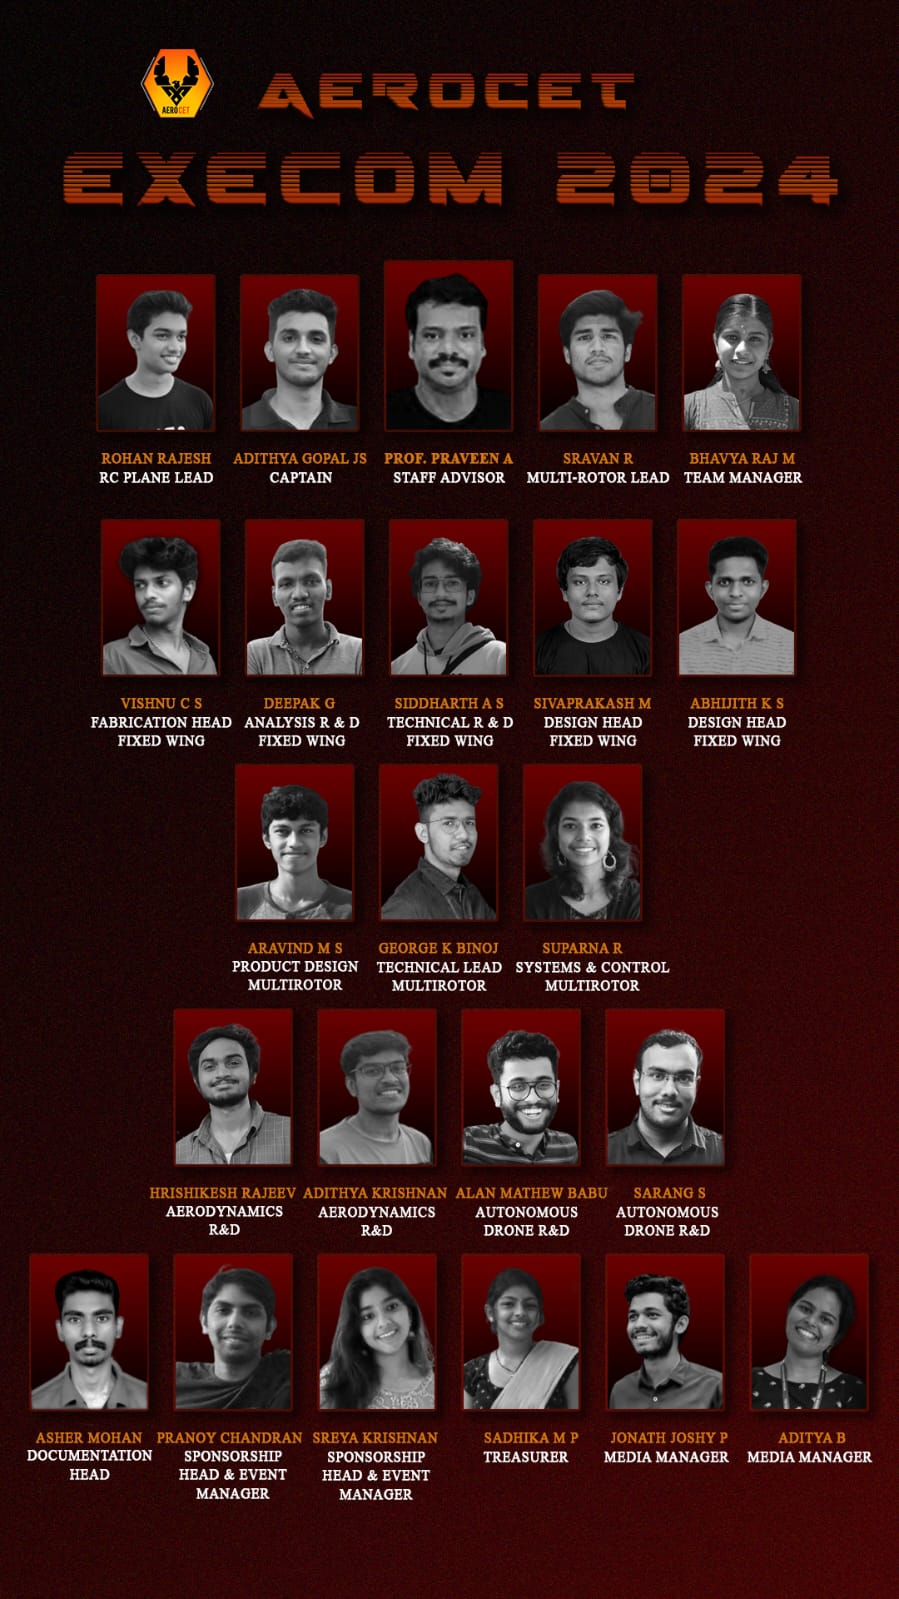 AEROCET
AEROCET
EXECOM 2024
ROHAN RAJESH
RC PLANE LEAD
ADITHYA GOPAL JS
CAPTAIN
PROF. PRAVEEN A
STAFF ADVISOR
SRAVAN R
MULTI-ROTOR LEAD
BHAVYA RAJ M
TEAM MANAGER
VISHNU C S
FABRICATION HEAD
FIXED WING
DEEPAK G
ANALYSIS R & D
FIXED WING
SIDDHARTH A S
TECHNICAL R & D
FIXED WING
SIVAPRAKASH M
DESIGN HEAD
FIXED WING
ABHIJITH K S
DESIGN HEAD
FIXED WING
ARAVIND M S
PRODUCT DESIGN
MULTIROTOR
GEORGE K BINOJ
TECHNICAL LEAD
MULTIROTOR
SUPARNA R
SYSTEMS & CONTROL
MULTIROTOR
HRISHIKESH RAJEEV
AERODYNAMICS
R&D
ADITHYA KRISHNAN
AERODYNAMICS
R&D
ALAN MATHEW BABU
AUTONOMOUS
DRONE R&D
SARANG S
AUTONOMOUS
DRONE R&D
ASHER MOHAN
DOCUMENTATION
HEAD
PRANOY CHANDRAN
SPONSORSHIP
HEAD & EVENT
MANAGER
SREYA KRISHNAN
SPONSORSHIP
HEAD & EVENT
MANAGER
SADHIKA M P
TREASURER
JONATH JOSHY P
MEDIA MANAGER
ADITYA B
MEDIA MANAGER